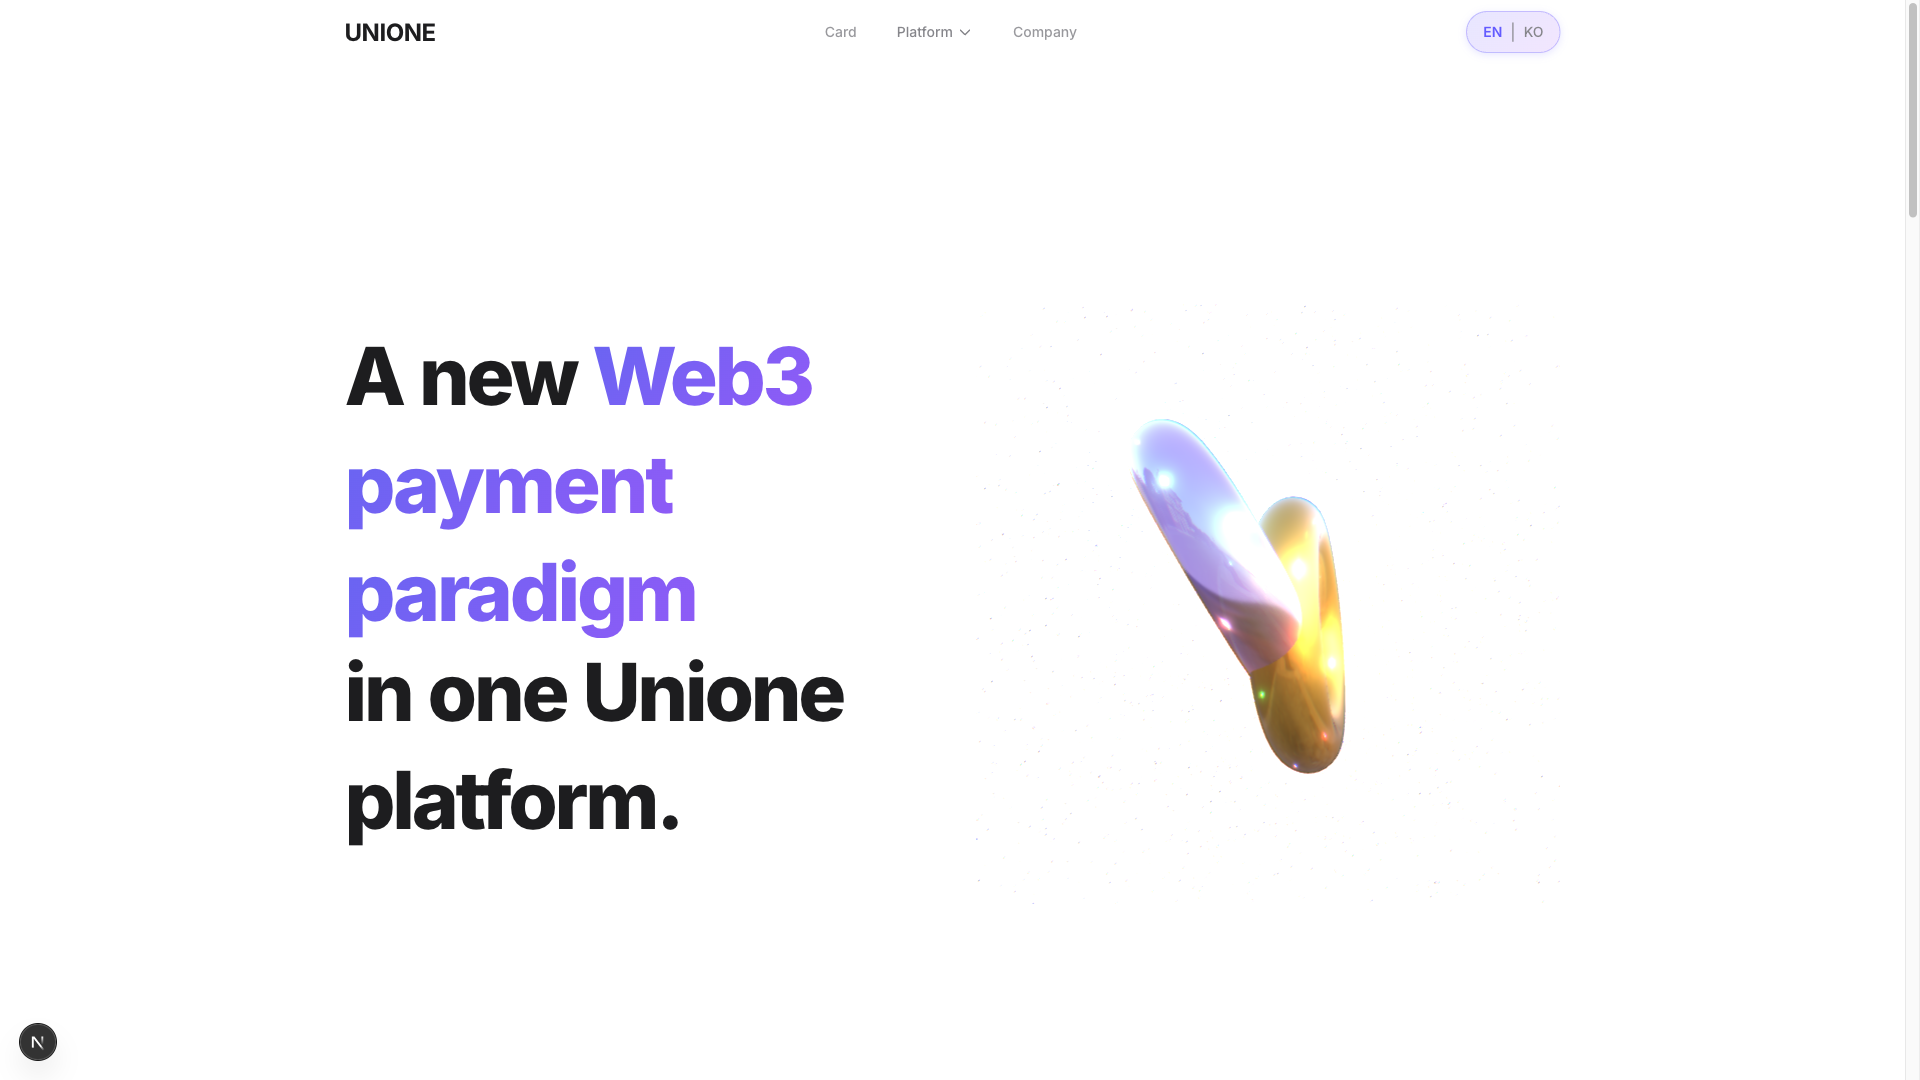 UNIONE
Card
Platform
Company
EN | KO
A new Web3
payment
paradigm
in one Unione
platform.
N